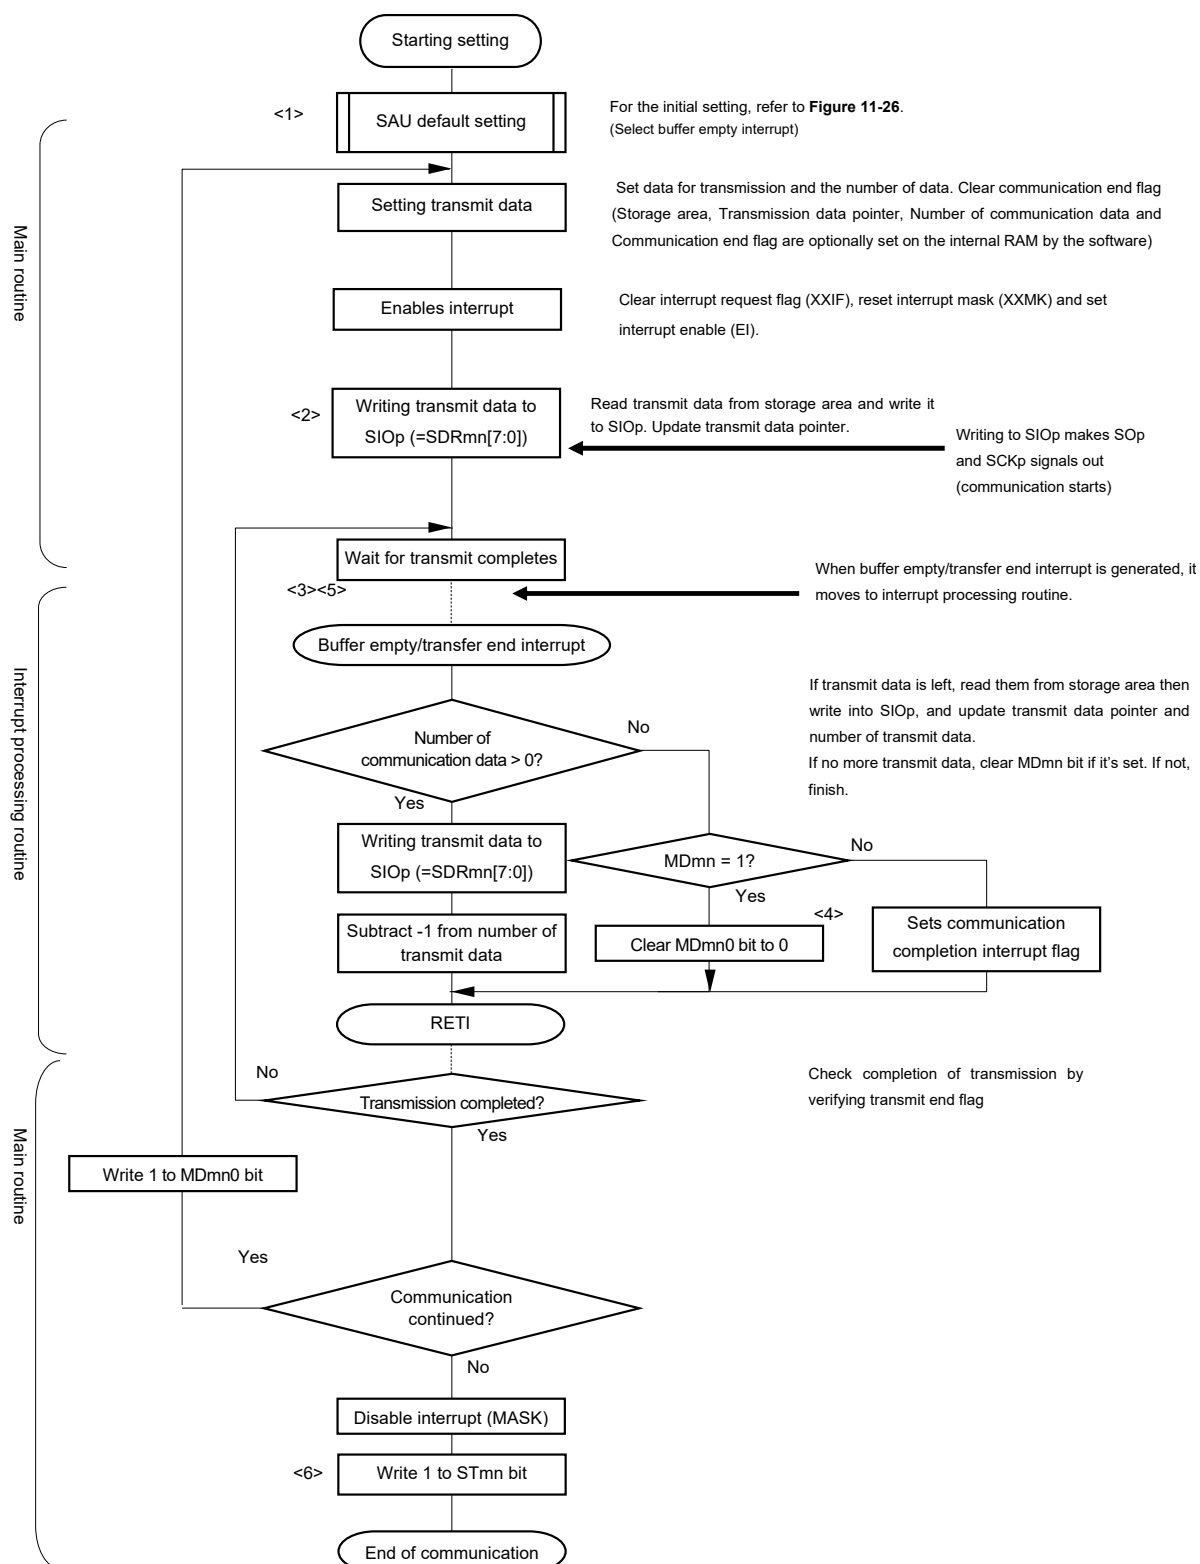 Starting setting
<1>
SAU default setting
For the initial setting, refer to Figure 11-26.
(Select buffer empty interrupt)
Setting transmit data
Set data for transmission and the number of data. Clear communication end flag
(Storage area, Transmission data pointer, Number of communication data and
Communication end flag are optionally set on the internal RAM by the software)
Main routine
Enables interrupt
Clear interrupt request flag (XXIF), reset interrupt mask (XXMK) and set
interrupt enable (EI).
<2>
Writing transmit data to
SIOp (=SDRmn[7:0])
Read transmit data from storage area and write it
to SIOp. Update transmit data pointer.
Writing to SIOp makes SOp
and SCKp signals out
(communication starts)
Wait for transmit completes
<3><5>
When buffer empty/transfer end interrupt is generated, it
moves to interrupt processing routine.
Buffer empty/transfer end interrupt
Interrupt processing routine
If transmit data is left, read them from storage area then
write into SIOp, and update transmit data pointer and
number of transmit data.
If no more transmit data, clear MDmn bit if it's set. If not,
finish.
Number of
communication data > 0?
No
Yes
Writing transmit data to
SIOp (=SDRmn[7:0])
MDmn = 1?
No
Yes
<4>
Subtract -1 from number of
transmit data
Clear MDmn0 bit to 0
Sets communication
completion interrupt flag
RETI
No
Transmission completed?
Yes
Check completion of transmission by
verifying transmit end flag
Main routine
Write 1 to MDmn0 bit
Yes
Communication
continued?
No
Disable interrupt (MASK)
<6>
Write 1 to STmn bit
End of communication